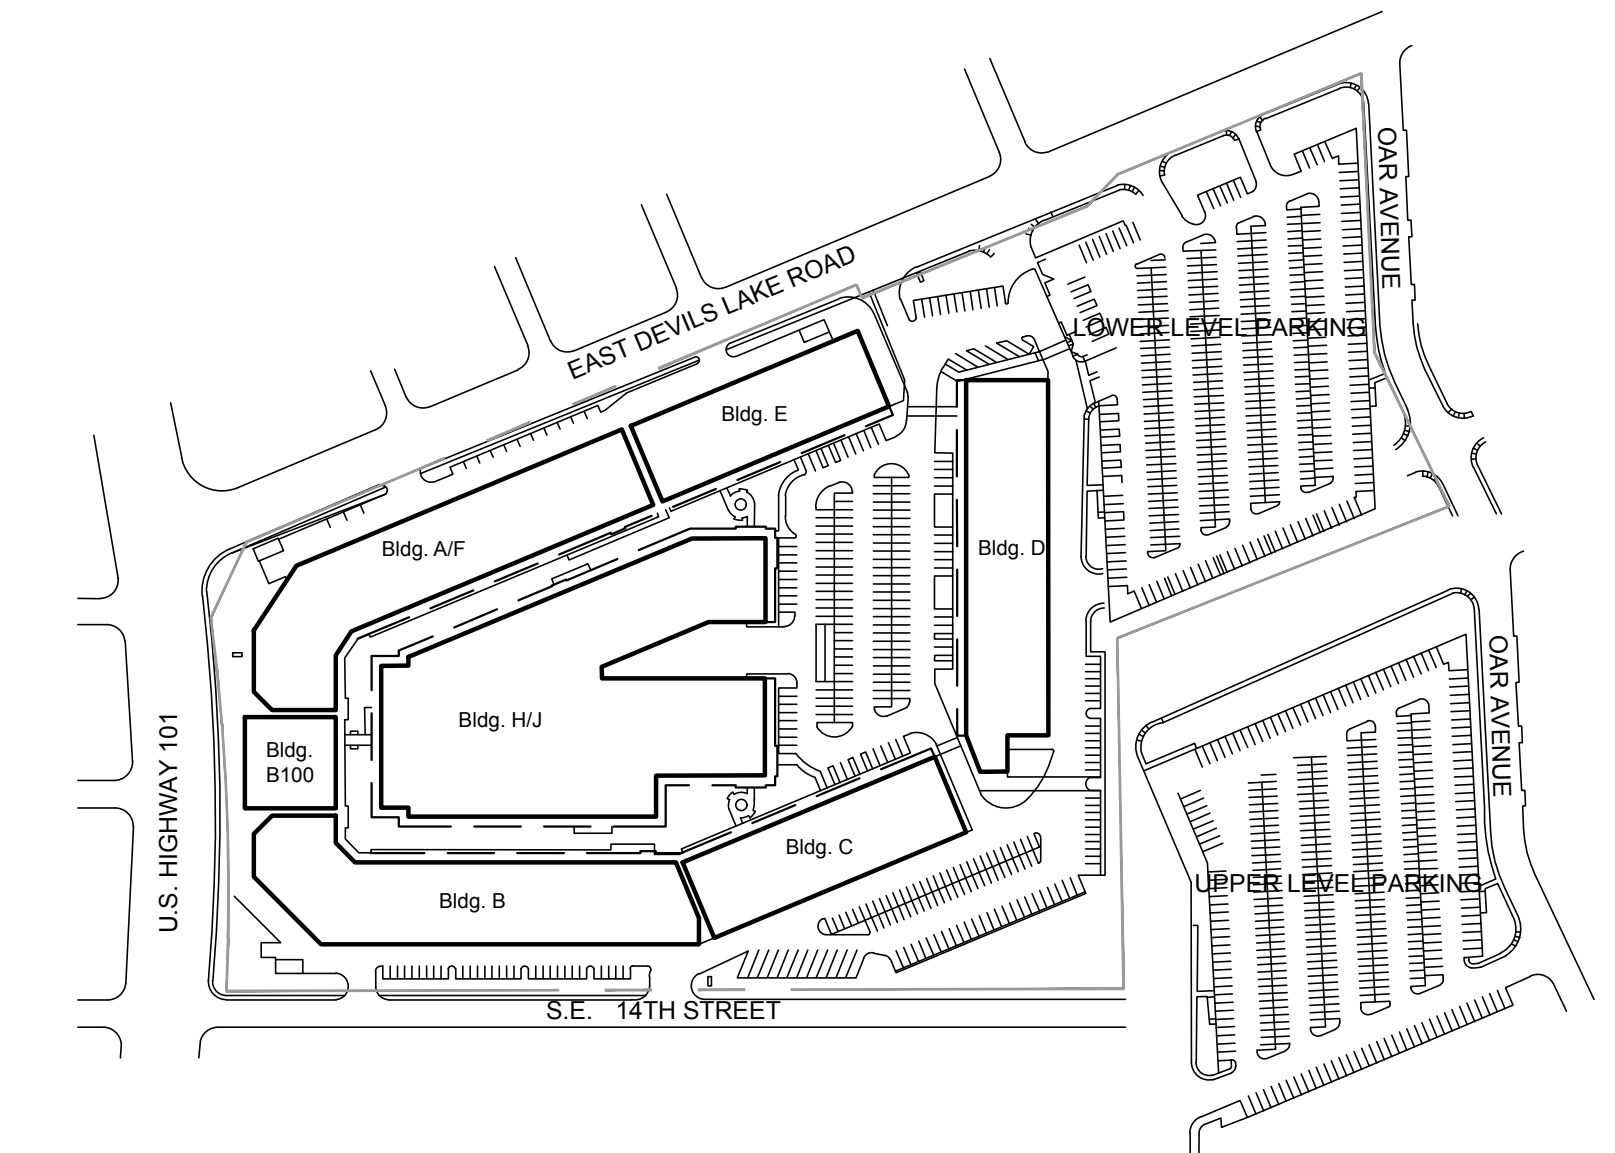 OAR AVENUE
EAST DEVILS LAKE ROAD
LOWER LEVEL PARKING
Bldg. E
Bldg. A/F
Bldg. D
Bldg. H/J
Bldg.
B100
U.S. HIGHWAY 101
Bldg. C
Bldg. B
OAR AVENUE
UPPER LEVEL PARKING
S.E. 14TH STREET